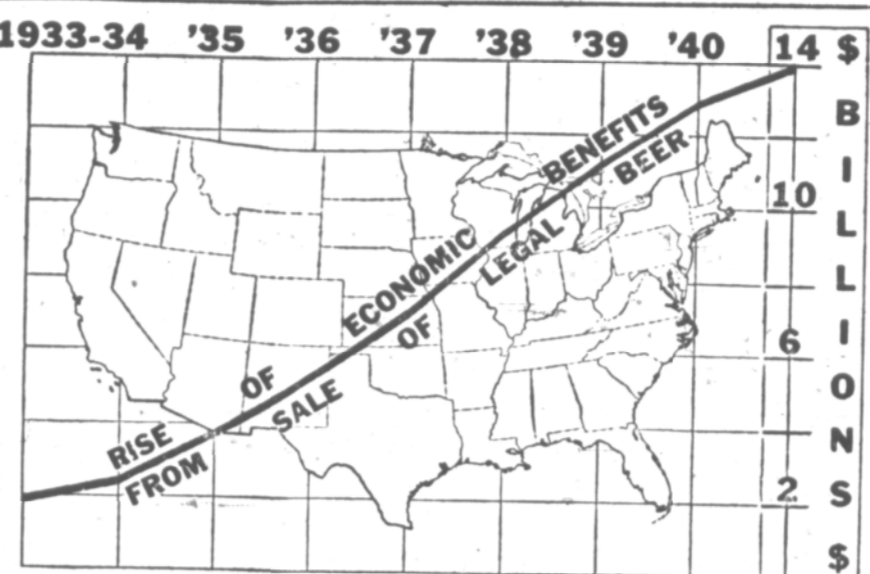 1933-34 '35 '36 '37 '38 '39 '40 14 $
BILLIONS $
10
6
2
RISE OF ECONOMIC BENEFITS
FROM SALE OF LEGAL BEER